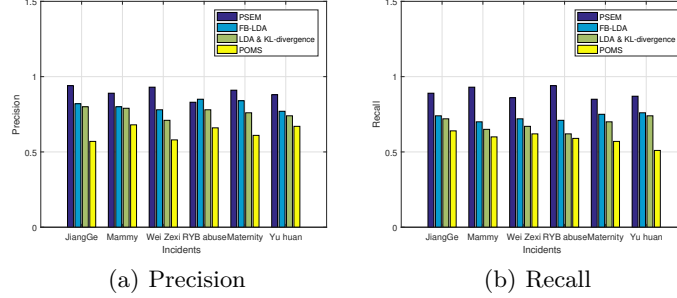 1.5
1
0.5
0
Precision
PSEM
FB-LDA
LDA & KL-divergence
POMS
JiangGe Mammy Wei Zexi RYB abuse Maternity Yu huan
Incidents
(a) Precision
1.5
1
0.5
0
Recall
PSEM
FB-LDA
LDA & KL-divergence
POMS
JiangGe Mammy Wei Zexi RYB abuse Maternity Yu huan
Incidents
(b) Recall